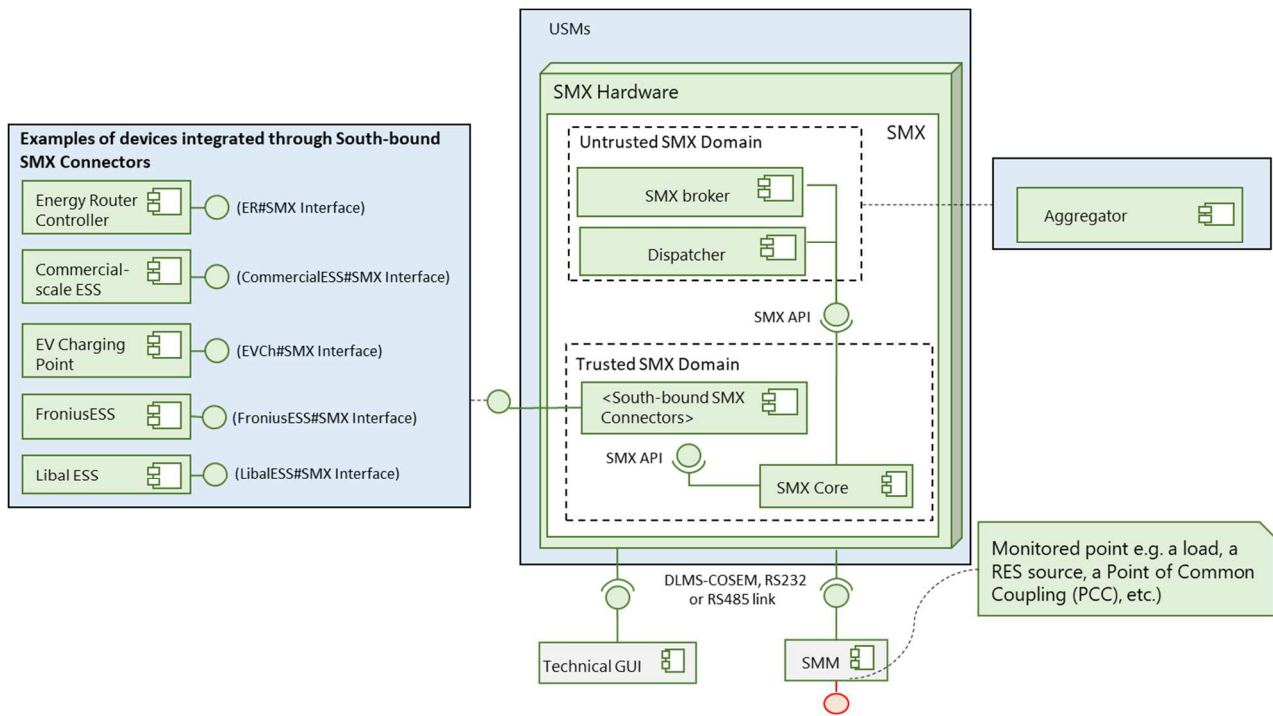 USMs
SMX Hardware
SMX
Untrusted SMX Domain
SMX broker
Dispatcher
SMX API
Trusted SMX Domain
<South-bound SMX
Connectors>
SMX API
SMX Core
Examples of devices integrated through South-bound
SMX Connectors
Energy Router
Controller
(ER#SMX Interface)
Commercial-
scale ESS
(CommercialESS#SMX Interface)
EV Charging
Point
(EVCh#SMX Interface)
FroniusESS
(FroniusESS#SMX Interface)
Libal ESS
(LibalESS#SMX Interface)
Aggregator
DLMS-COSEM, RS232
or RS485 link
Technical GUI
SMM
Monitored point e.g. a load, a
RES source, a Point of Common
Coupling (PCC), etc.)